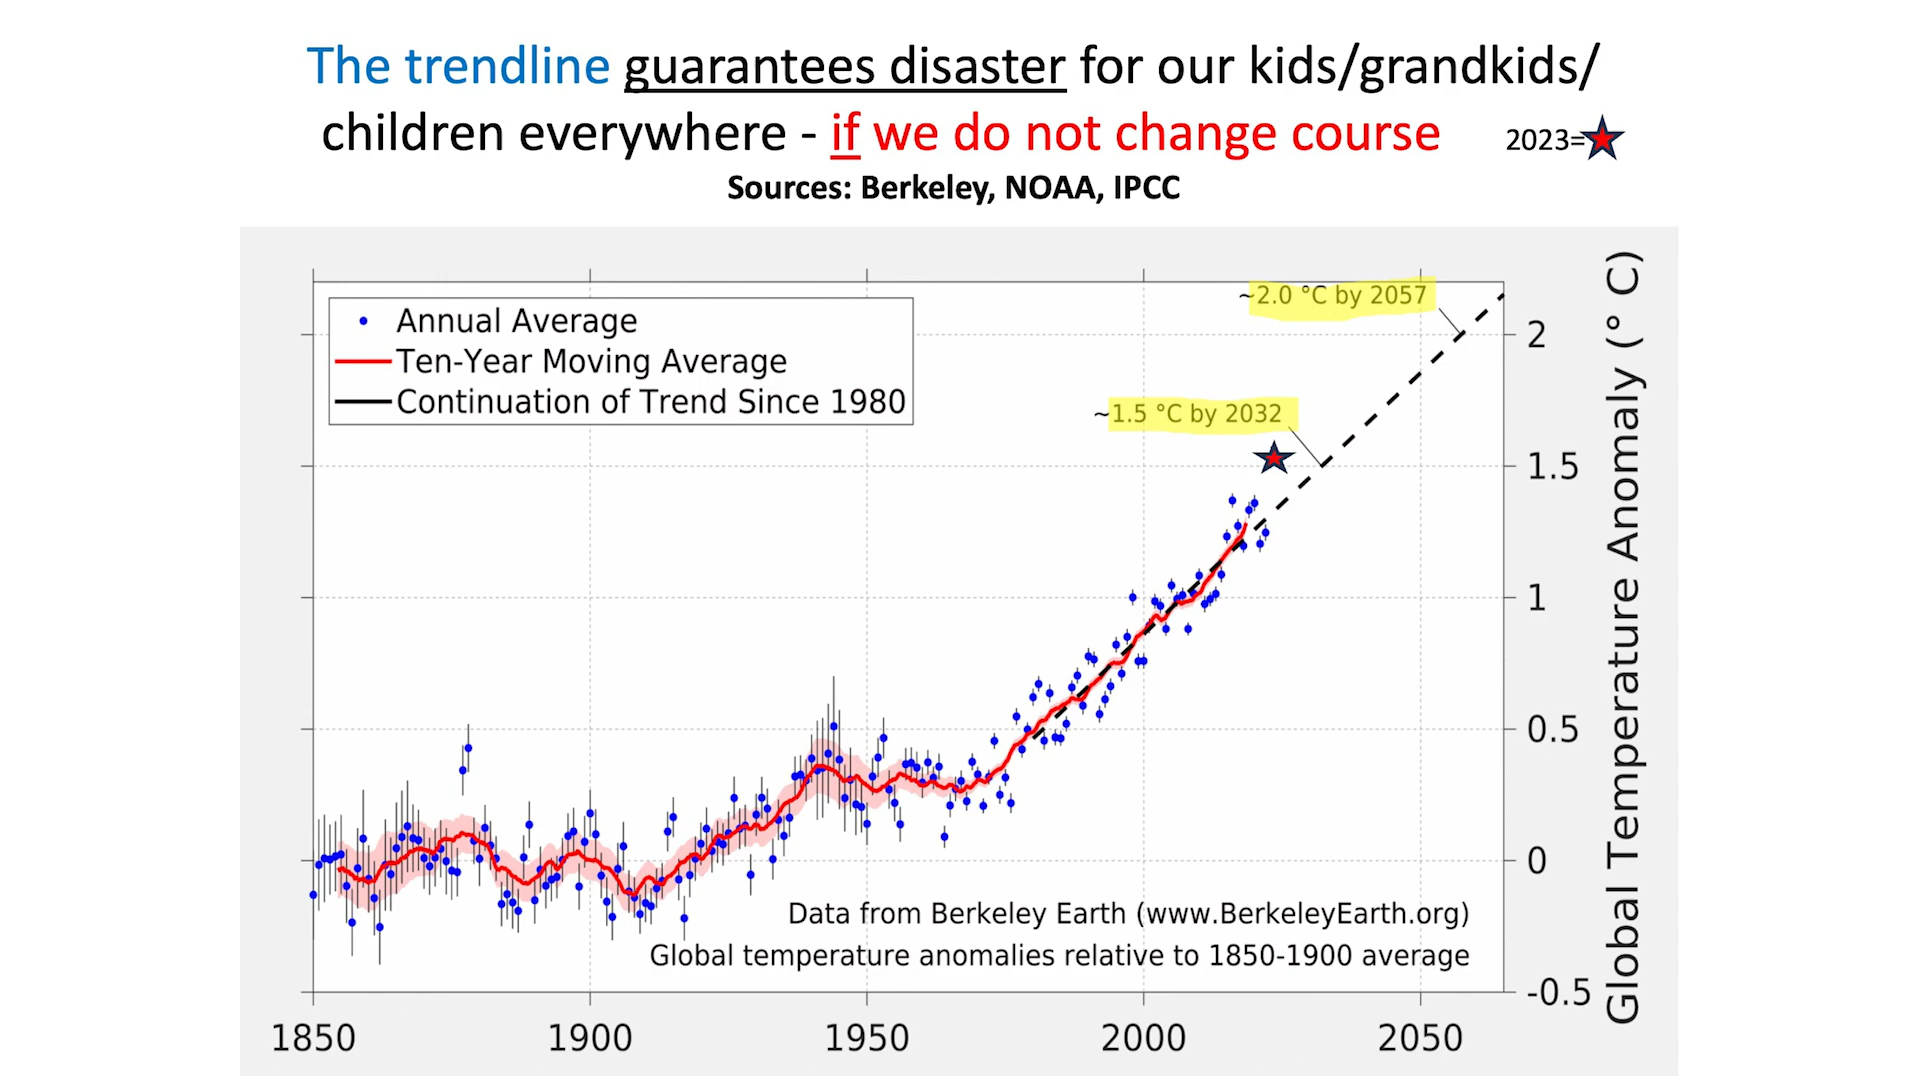 The trendline guarantees disaster for our kids/grandkids/
children everywhere - if we do not change course
2023=
Sources: Berkeley, NOAA, IPCC
Annual Average
Ten-Year Moving Average
Continuation of Trend Since 1980
~2.0 °C by 2057
~1.5 °C by 2032
2
1.5
1
0.5
0
-0.5
Global Temperature Anomaly (° C)
Data from Berkeley Earth (www.BerkeleyEarth.org)
Global temperature anomalies relative to 1850-1900 average
1850 1900 1950 2000 2050